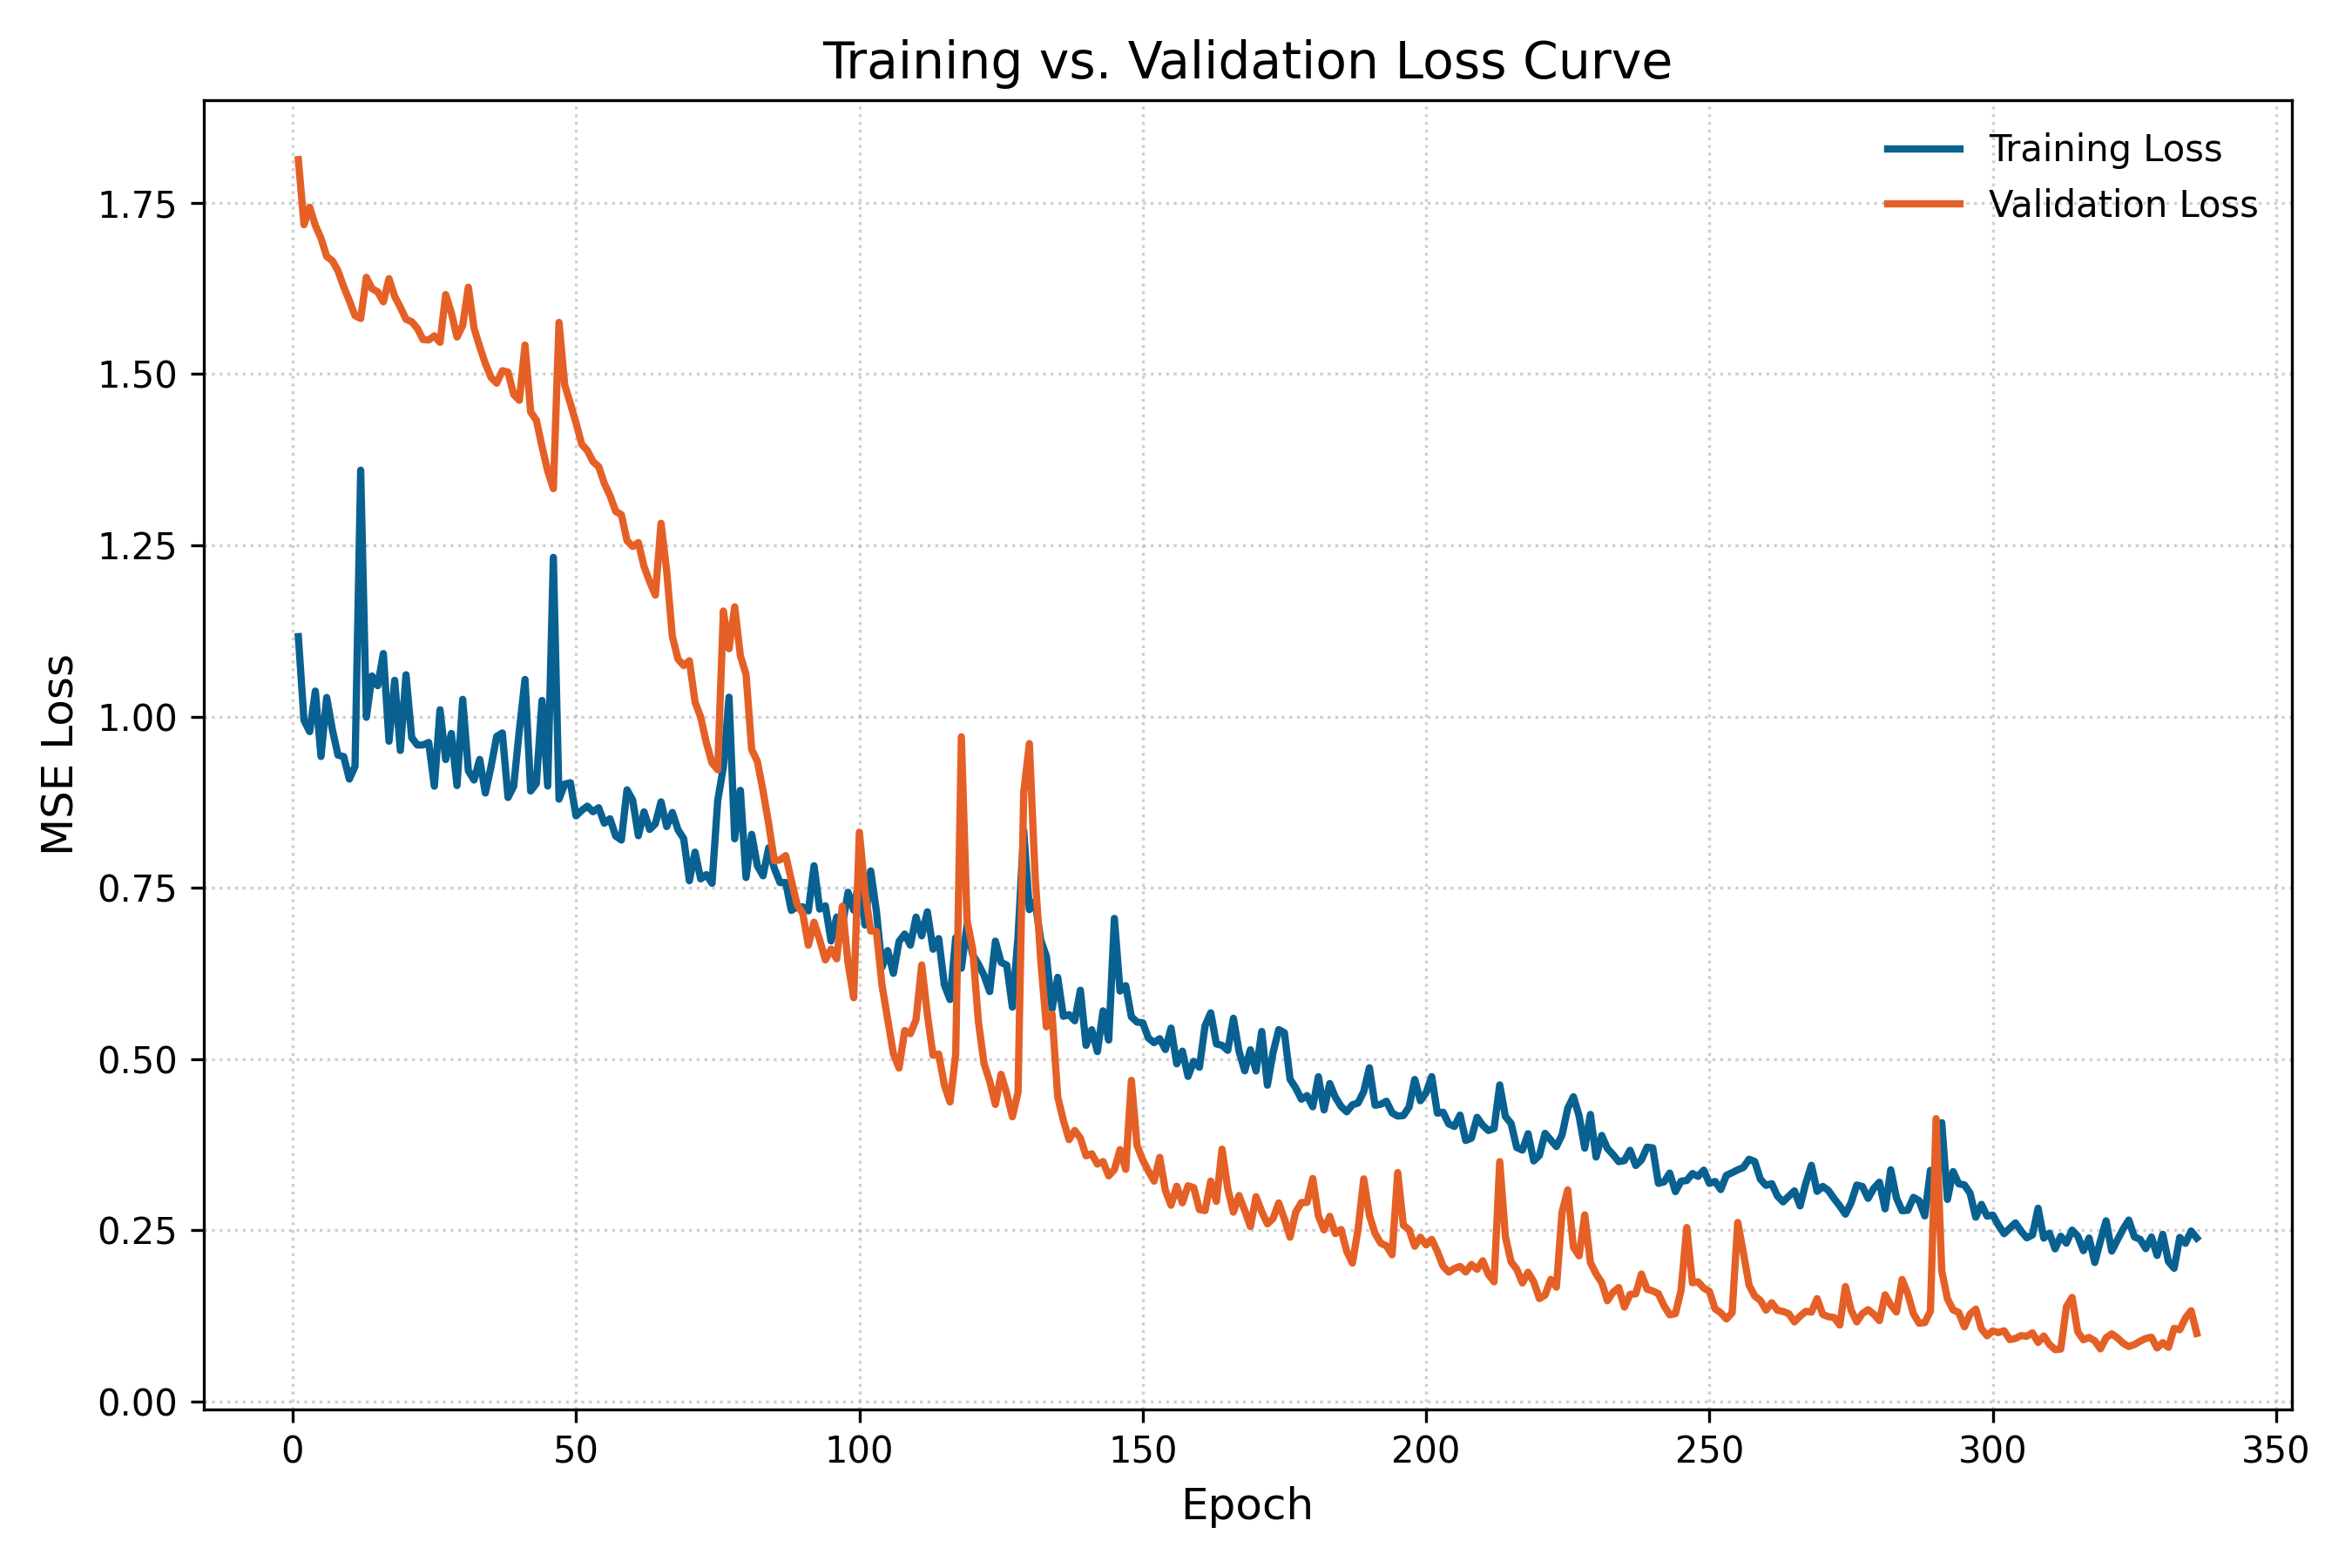 Training vs. Validation Loss Curve
Training Loss
Validation Loss
MSE Loss
1.75
1.50
1.25
1.00
0.75
0.50
0.25
0.00
0 50 100 150 200 250 300 350
Epoch